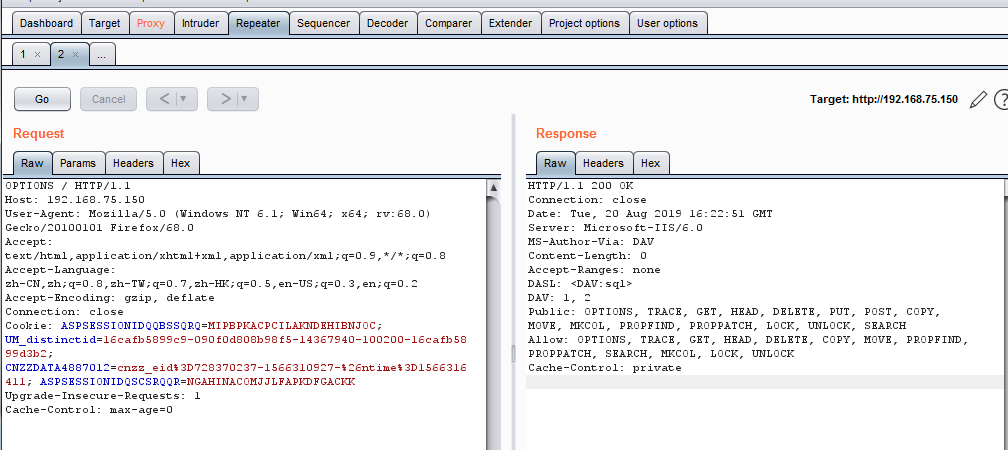 Dashboard Target Proxy Intruder Repeater Sequencer Decoder Comparer Extender Project options User options
1 × 2 × ...
Go Cancel < ▼ > ▼ Target: http://192.168.75.150 ?
Request
Raw Params Headers Hex
OPTIONS / HTTP/1.1
Host: 192.168.75.150
User-Agent: Mozilla/5.0 (Windows NT 6.1; Win64; x64; rv:68.0)
Gecko/20100101 Firefox/68.0
Accept:
text/html,application/xhtml+xml,application/xml;q=0.9,*/*;q=0.8
Accept-Language:
zh-CN,zh;q=0.8,zh-TW;q=0.7,zh-HK;q=0.5,en-US;q=0.3,en;q=0.2
Accept-Encoding: gzip, deflate
Connection: close
Cookie: ASPSESSIONIDQQBSSQRQ=MIPBPKACPCILAKNDEHIBNJOC;
UM_distinctid=16cafb5899c9-090f0d808b98f5-14367940-100200-16cafb58
99d3b2;
CNZZDATA4887012=cnzz_eid%3D728370237-1566310927-%26ntime%3D1566316
411; ASPSESSIONIDQSCSRQQR=NGAHINACOMJJLFAPKDFGACKK
Upgrade-Insecure-Requests: 1
Cache-Control: max-age=0
Response
Raw Headers Hex
HTTP/1.1 200 OK
Connection: close
Date: Tue, 20 Aug 2019 16:22:51 GMT
Server: Microsoft-IIS/6.0
MS-Author-Via: DAV
Content-Length: 0
Accept-Ranges: none
DASL: <DAV:sql>
DAV: 1, 2
Public: OPTIONS, TRACE, GET, HEAD, DELETE, PUT, POST, COPY,
MOVE, MKCOL, PROPFIND, PROPPATCH, LOCK, UNLOCK, SEARCH
Allow: OPTIONS, TRACE, GET, HEAD, DELETE, COPY, MOVE, PROPFIND,
PROPPATCH, SEARCH, MKCOL, LOCK, UNLOCK
Cache-Control: private